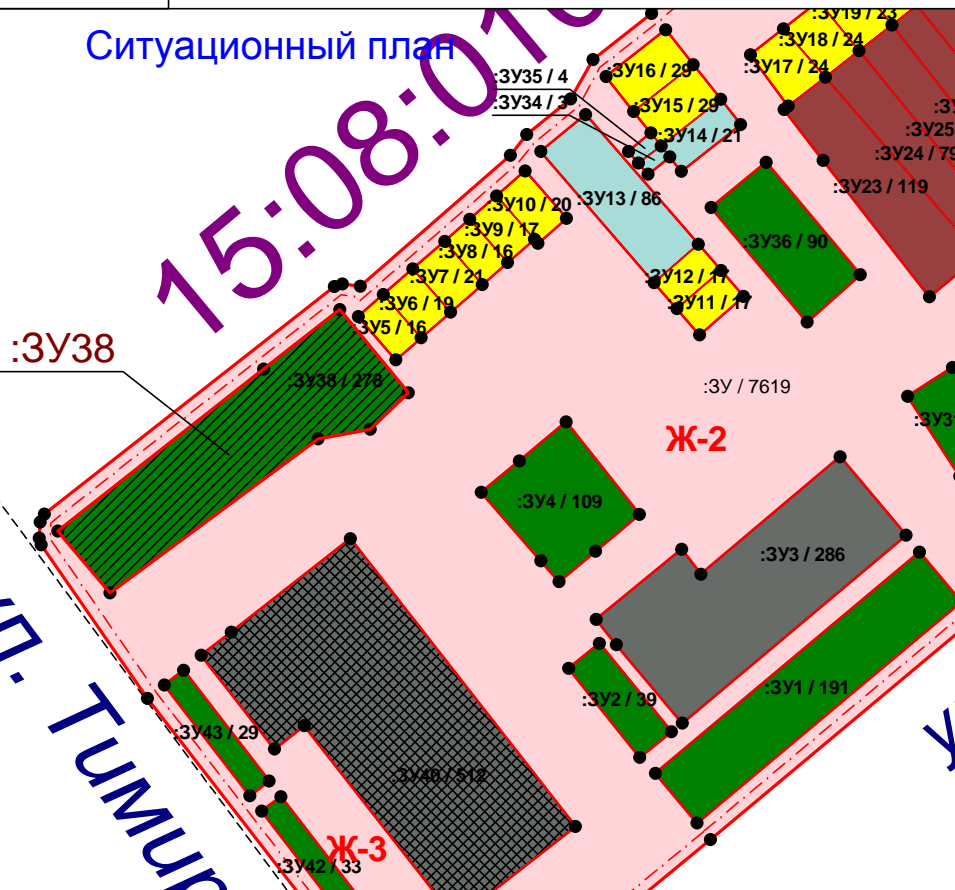 Ситуационный план
15:08:010
:ЗУ19 / 23
:ЗУ18 / 24
:ЗУ17 / 24
:ЗУ16 / 29
:ЗУ35 / 4
:ЗУ34 / 3
:ЗУ15 / 29
:ЗУ14 / 21
:ЗУ25
:ЗУ24 / 79
:ЗУ23 / 119
:ЗУ13 / 86
:ЗУ10 / 20
:ЗУ9 / 17
:ЗУ8 / 16
:ЗУ7 / 21
:ЗУ6 / 19
:ЗУ5 / 16
:ЗУ36 / 90
:ЗУ12 / 17
:ЗУ11 / 17
:ЗУ38
:ЗУ38 / 278
:ЗУ / 7619
:ЗУ31
Ж-2
:ЗУ4 / 109
:ЗУ3 / 286
:ЗУ1 / 191
:ЗУ2 / 39
:ЗУ43 / 29
:ЗУ40 / 512
Ж-3
:ЗУ42 / 33
ул. Тимир
у